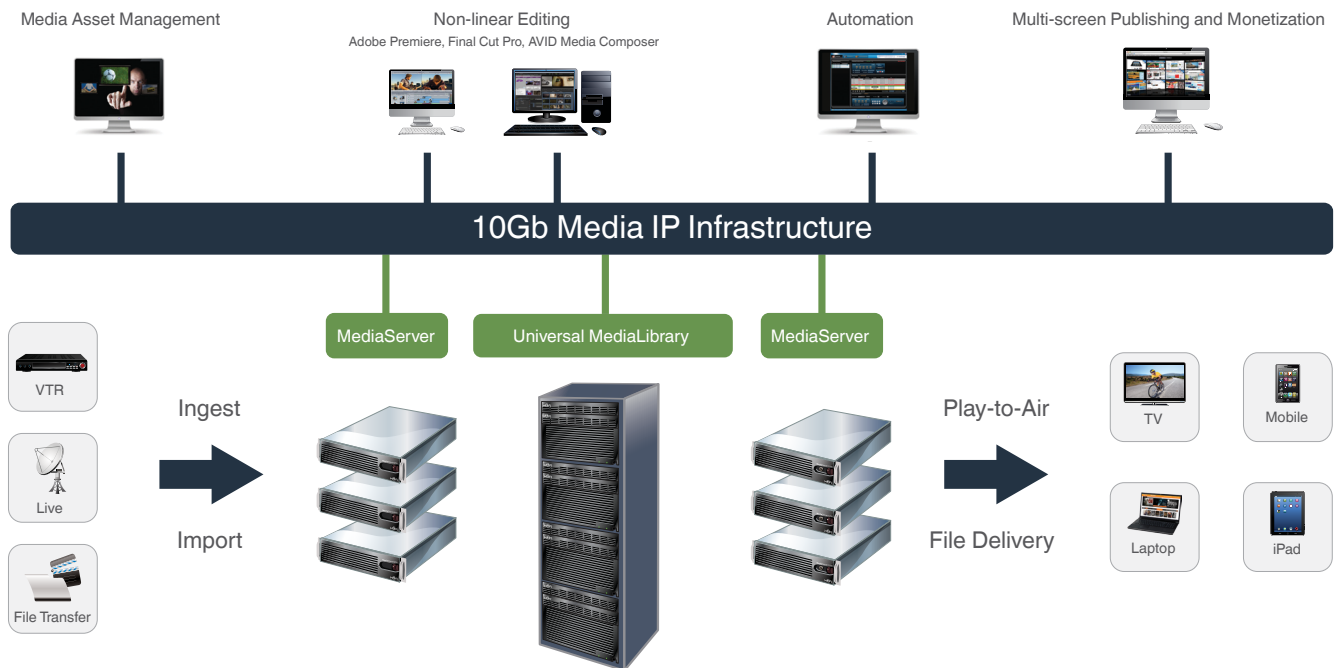 Media Asset Management
Non-linear Editing
Adobe Premiere, Final Cut Pro, AVID Media Composer
Automation
Multi-screen Publishing and Monetization
10Gb Media IP Infrastructure
MediaServer
Universal MediaLibrary
MediaServer
VTR
Live
File Transfer
Ingest
Import
Play-to-Air
File Delivery
TV
Mobile
Laptop
iPad